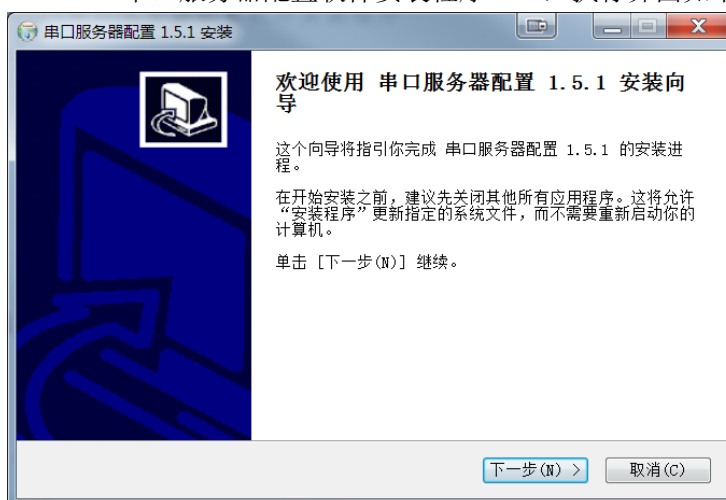 串口服务器配置 1.5.1 安装
欢迎使用 串口服务器配置 1.5.1 安装向
导
这个向导将指引你完成 串口服务器配置 1.5.1 的安装进
程。
在开始安装之前，建议先关闭其他所有应用程序。这将允许
“安装程序”更新指定的系统文件，而不需要重新启动你的
计算机。
单击 [下一步(N)] 继续。
下一步(N) >
取消(C)